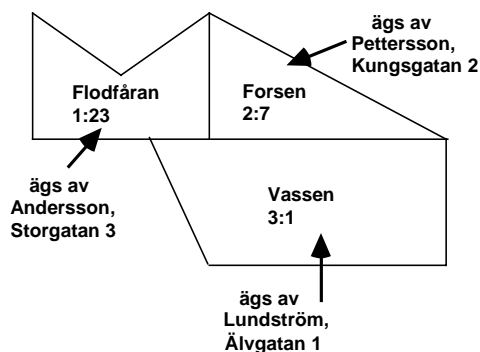 ägs av
Pettersson,
Kungsgatan 2
Flodfåran
1:23
Forsen
2:7
ägs av
Andersson,
Storgatan 3
Vassen
3:1
ägs av
Lundström,
Älvgatan 1